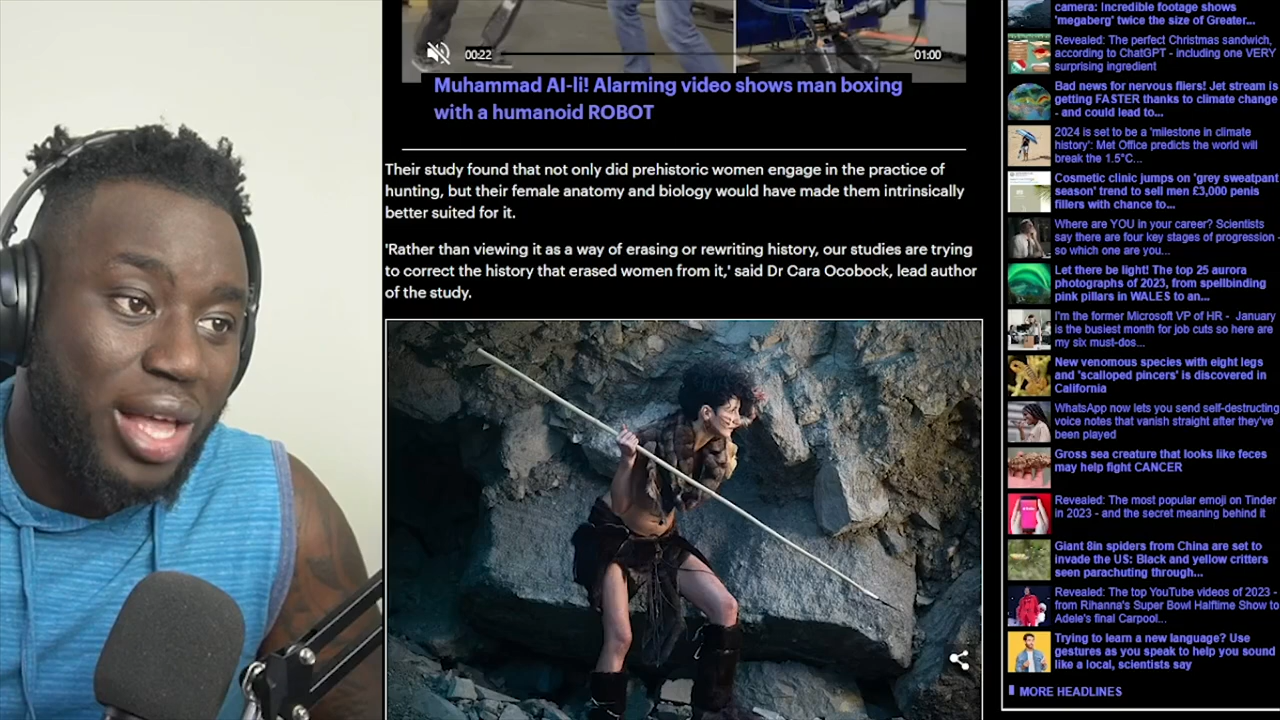 00:22
01:00
Muhammad AI-li! Alarming video shows man boxing
with a humanoid ROBOT
Their study found that not only did prehistoric women engage in the practice of
hunting, but their female anatomy and biology would have made them intrinsically
better suited for it.
'Rather than viewing it as a way of erasing or rewriting history, our studies are trying
to correct the history that erased women from it,' said Dr Cara Ocobock, lead author
of the study.
camera: Incredible footage shows
'megaberg' twice the size of Greater...
Revealed: The perfect Christmas sandwich,
according to ChatGPT - including one VERY
surprising ingredient
Bad news for nervous fliers! Jet stream is
getting FASTER thanks to climate change
- and could lead to...
2024 is set to be a 'milestone in climate
history': Met Office predicts the world will
break the 1.5°C...
Cosmetic clinic jumps on 'grey sweatpant
season' trend to sell men £3,000 penis
fillers with chance to...
Where are YOU in your career? Scientists
say there are four key stages of progression -
so which one are you...
Let there be light! The top 25 aurora
photographs of 2023, from spellbinding
pink pillars in WALES to an...
I'm the former Microsoft VP of HR - January
is the busiest month for job cuts so here are
my six must-dos...
New venomous species with eight legs
and 'scalloped pincers' is discovered in
California
WhatsApp now lets you send self-destructing
voice notes that vanish straight after they've
been played
Gross sea creature that looks like feces
may help fight CANCER
Revealed: The most popular emoji on Tinder
in 2023 - and the secret meaning behind it
Giant 8in spiders from China are set to
invade the US: Black and yellow critters
seen parachuting through...
Revealed: The top YouTube videos of 2023 -
from Rihanna's Super Bowl Halftime Show to
Adele's final Carpool...
Trying to learn a new language? Use
gestures as you speak to help you sound
like a local, scientists say
MORE HEADLINES